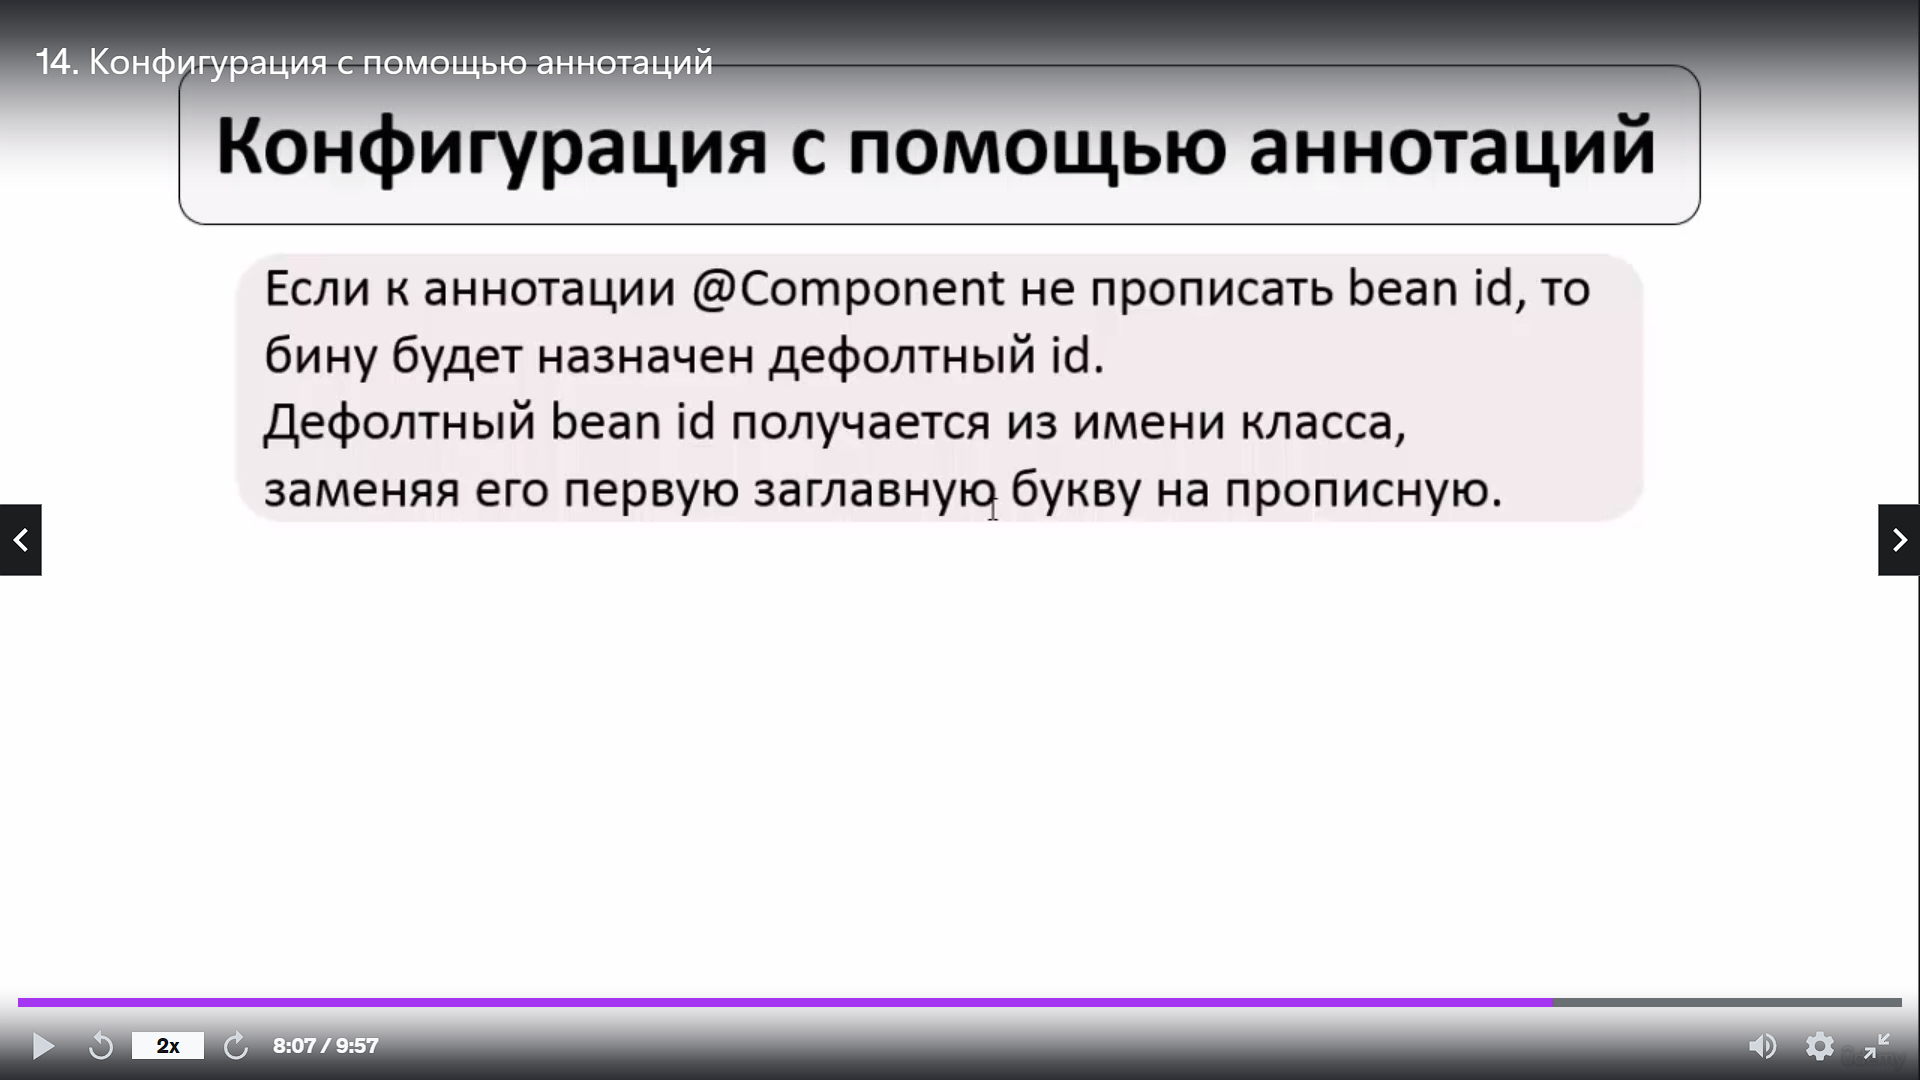 14. Конфигурация с помощью аннотаций
Конфигурация с помощью аннотаций
Если к аннотации @Component не прописать bean id, то
бину будет назначен дефолтный id.
Дефолтный bean id получается из имени класса,
заменяя его первую заглавную букву на прописную.
2x
8:07 / 9:57